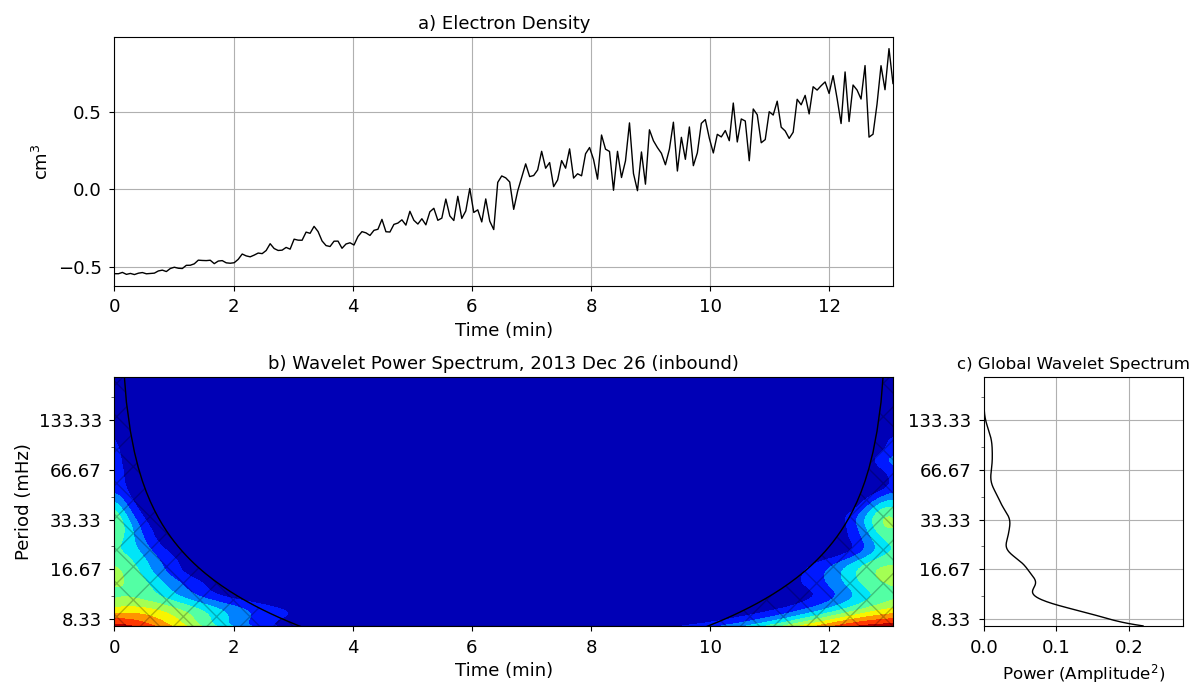 a) Electron Density
cm³
0.5
0.0
−0.5
0 2 4 6 8 10 12
Time (min)
b) Wavelet Power Spectrum, 2013 Dec 26 (inbound)
Period (mHz)
133.33
66.67
33.33
16.67
8.33
0 2 4 6 8 10 12
Time (min)
c) Global Wavelet Spectrum
133.33
66.67
33.33
16.67
8.33
0.0 0.1 0.2
Power (Amplitude²)